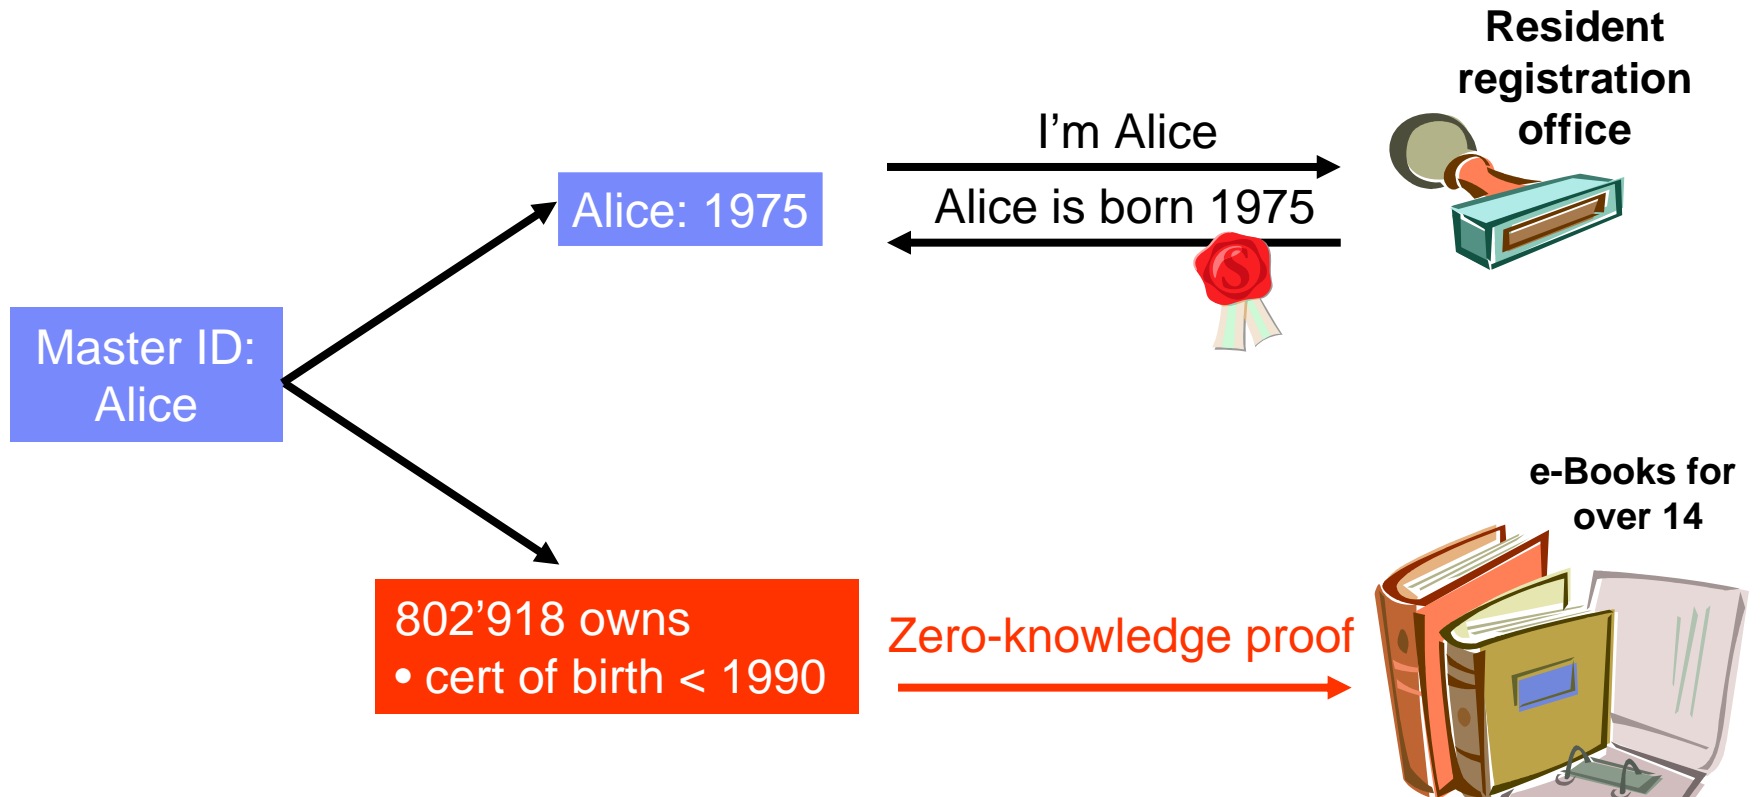 Resident
registration
office
I’m Alice
Alice: 1975
Alice is born 1975
S
Master ID:
Alice
e-Books for
over 14
802’918 owns
• cert of birth < 1990
Zero-knowledge proof